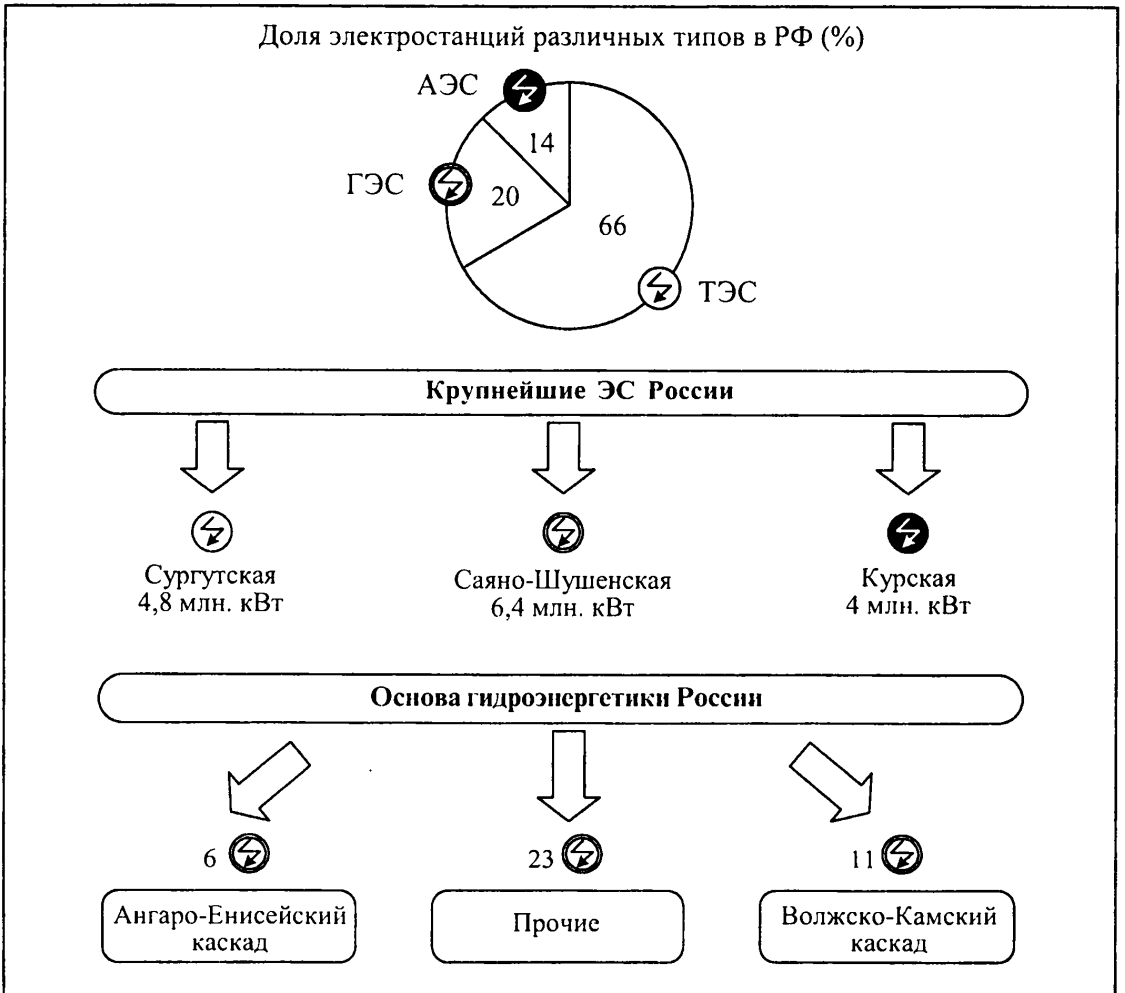 Доля электростанций различных типов в РФ (%)
АЭС
14
ГЭС
20
66
ТЭС
Крупнейшие ЭС России
Сургутская
4,8 млн. кВт
Саяно-Шушенская
6,4 млн. кВт
Курская
4 млн. кВт
Основа гидроэнергетики России
6
23
11
Ангаро-Енисейский
каскад
Прочие
Волжско-Камский
каскад